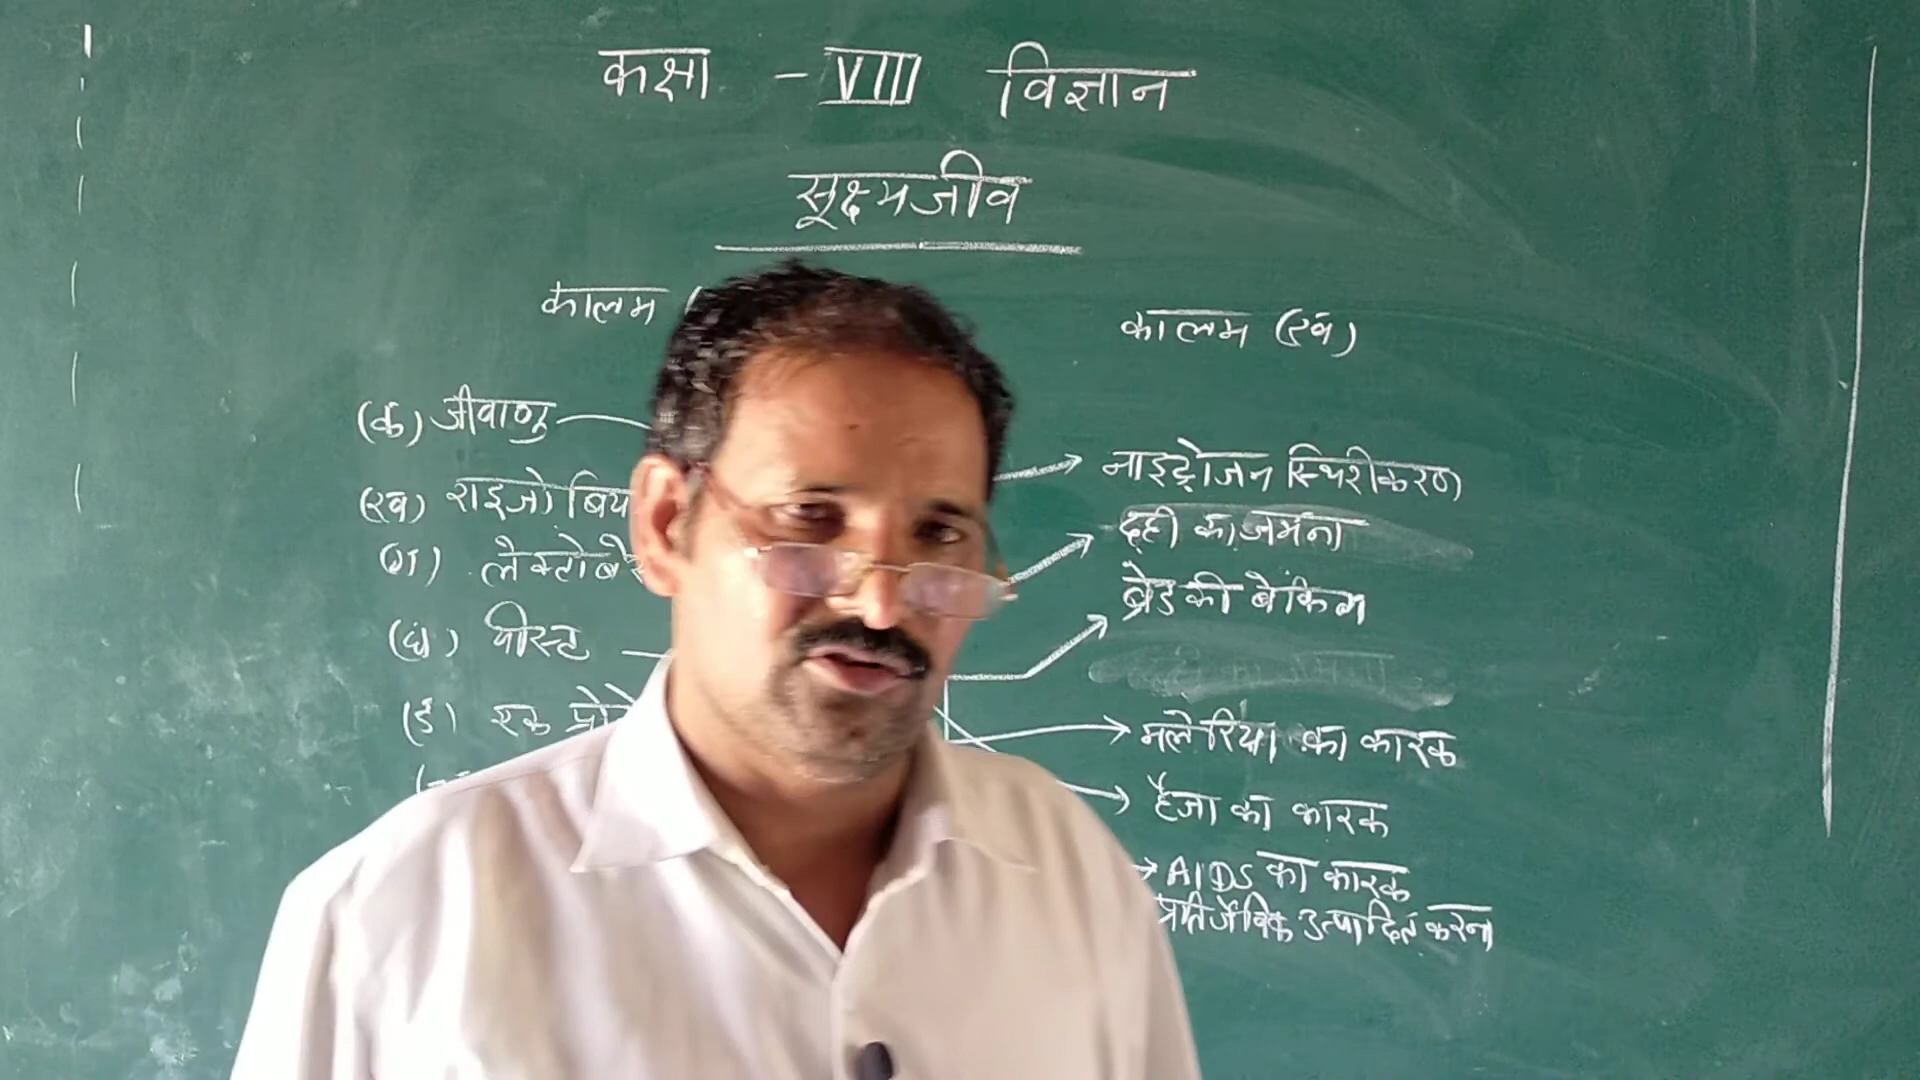 कक्षा - VIII विज्ञान
सूक्ष्मजीव
कालम
कालम (ख)
(क) जीवाणु
नाइट्रोजन स्थिरीकरण
(ख)
दही का जमना
(ग)
ब्रेड की बेकिंग
(घ) यीस्ट
(ङ) एक
मलेरिया का कारक
हैजा का कारक
AIDS का कारक
प्रतिजैविक उत्पादित करना